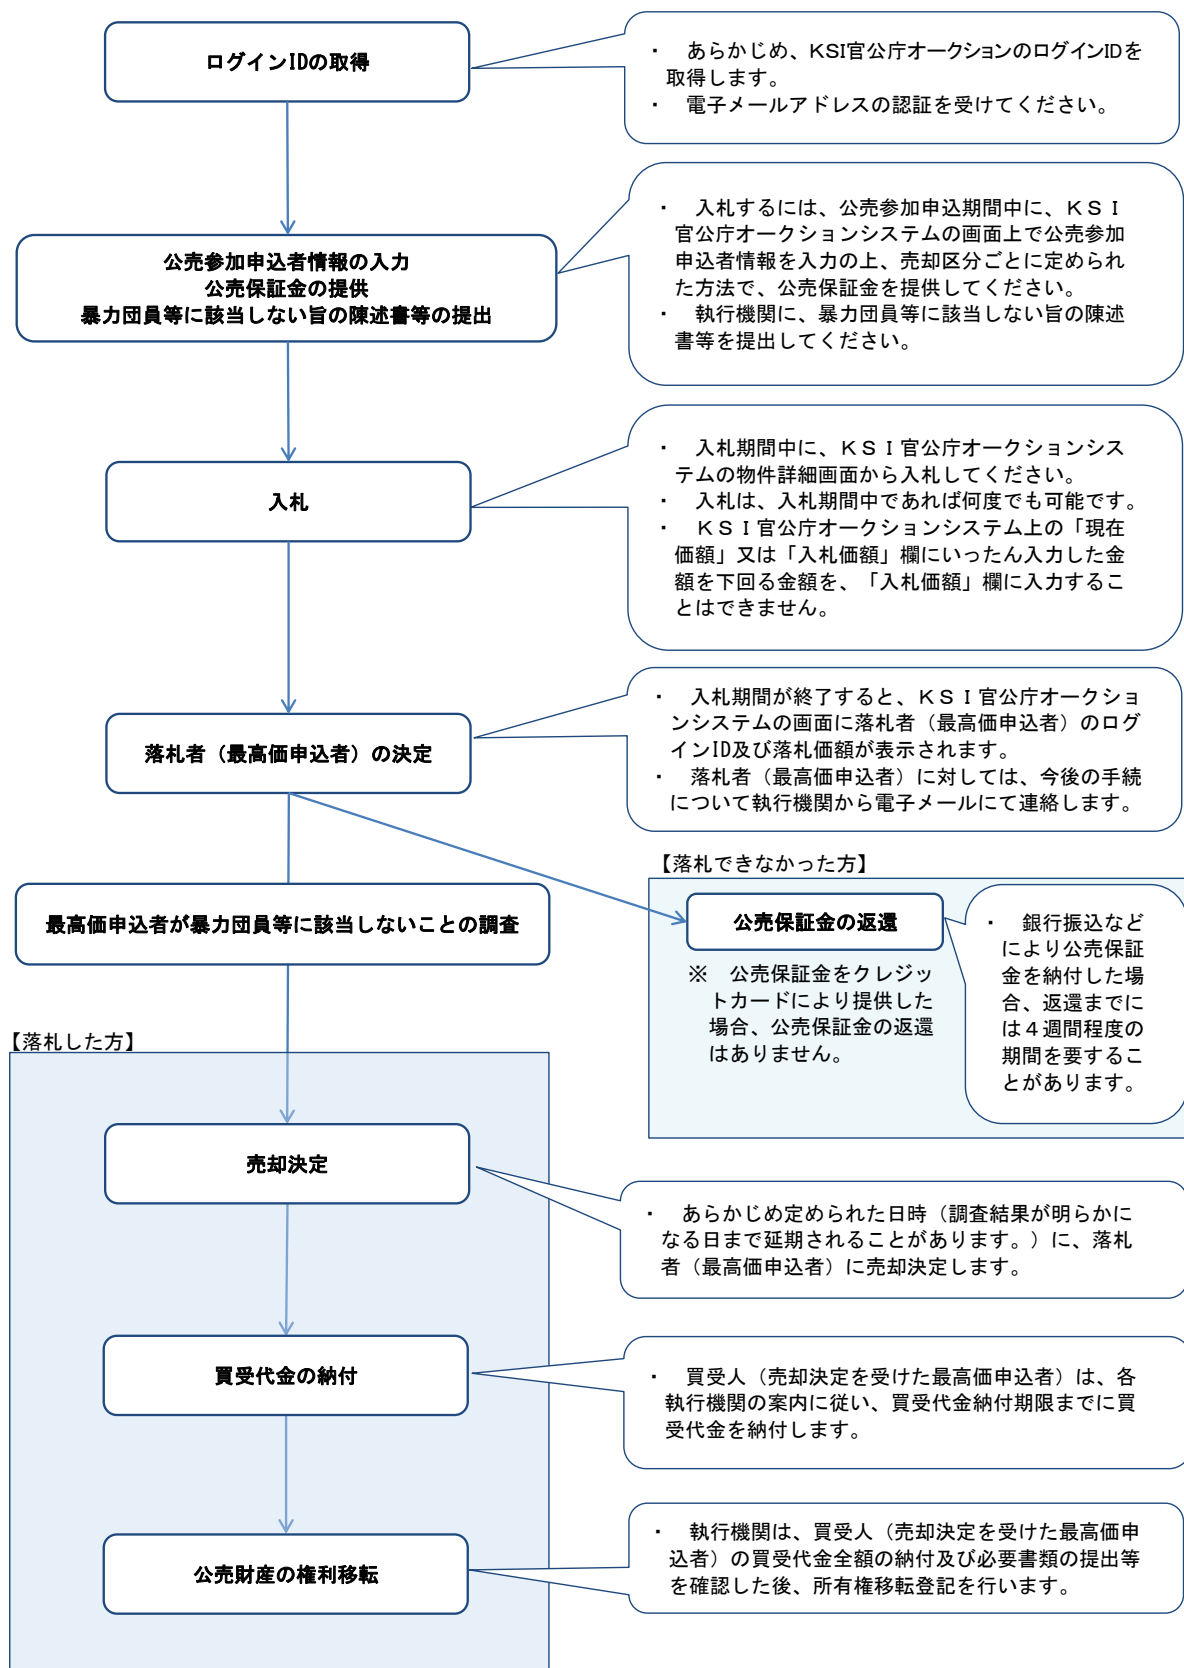 ログインIDの取得
・　あらかじめ、KSI官公庁オークションのログインIDを
取得します。
・　電子メールアドレスの認証を受けてください。
公売参加申込者情報の入力
公売保証金の提供
暴力団員等に該当しない旨の陳述書等の提出
・　入札するには、公売参加申込期間中に、ＫＳＩ
官公庁オークションシステムの画面上で公売参加
申込者情報を入力の上、売却区分ごとに定められ
た方法で、公売保証金を提供してください。
・　執行機関に、暴力団員等に該当しない旨の陳述
書等を提出してください。
入札
・　入札期間中に、ＫＳＩ官公庁オークションシス
テムの物件詳細画面から入札してください。
・　入札は、入札期間中であれば何度でも可能です。
・　ＫＳＩ官公庁オークションシステム上の「現在
価額」又は「入札価額」欄にいったん入力した金
額を下回る金額を、「入札価額」欄に入力するこ
とはできません。
落札者（最高価申込者）の決定
・　入札期間が終了すると、ＫＳＩ官公庁オークショ
ンシステムの画面に落札者（最高価申込者）のログ
インID及び落札価額が表示されます。
・　落札者（最高価申込者）に対しては、今後の手続
について執行機関から電子メールにて連絡します。
【落札できなかった方】
最高価申込者が暴力団員等に該当しないことの調査
公売保証金の返還
※　公売保証金をクレジッ
トカードにより提供した
場合、公売保証金の返還
はありません。
・　銀行振込など
により公売保証
金を納付した場
合、返還までに
は４週間程度の
期間を要するこ
とがあります。
【落札した方】
売却決定
・　あらかじめ定められた日時（調査結果が明らかに
なる日まで延期されることがあります。）に、落札
者（最高価申込者）に売却決定します。
買受代金の納付
・　買受人（売却決定を受けた最高価申込者）は、各
執行機関の案内に従い、買受代金納付期限までに買
受代金を納付します。
公売財産の権利移転
・　執行機関は、買受人（売却決定を受けた最高価申
込者）の買受代金全額の納付及び必要書類の提出等
を確認した後、所有権移転登記を行います。